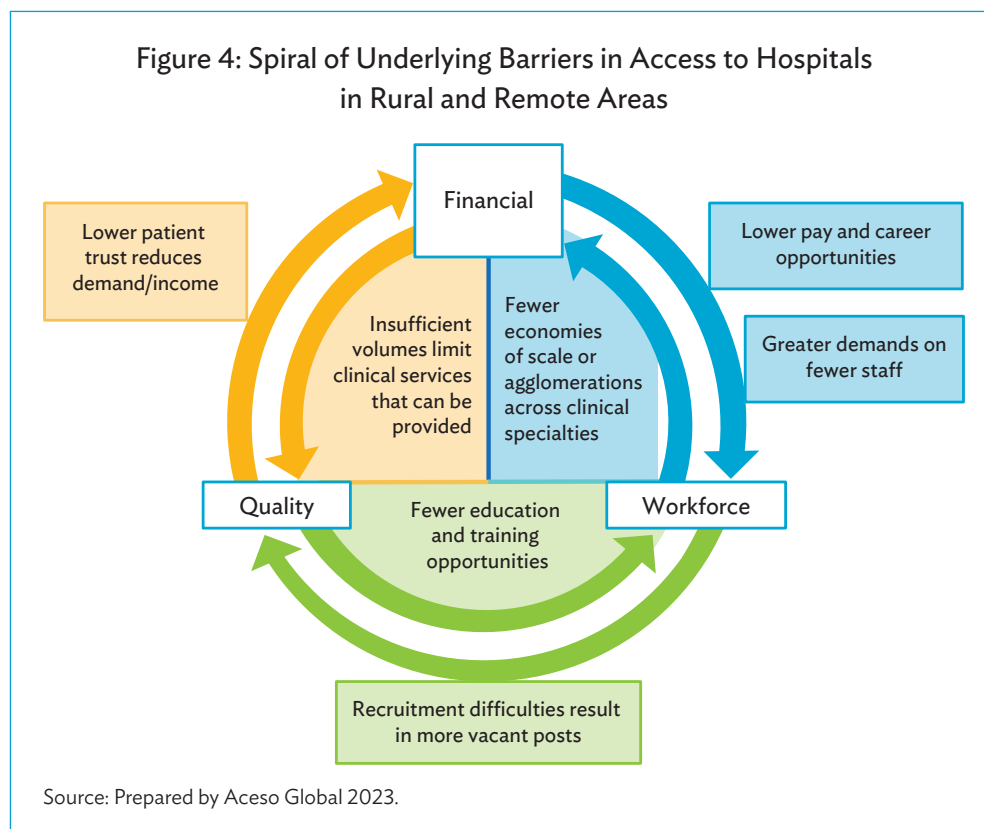 Figure 4: Spiral of Underlying Barriers in Access to Hospitals
in Rural and Remote Areas
Financial
Lower patient
trust reduces
demand/income
Lower pay and career
opportunities
Greater demands on
fewer staff
Insufficient
volumes limit
clinical services
that can be
provided
Fewer
economies
of scale or
agglomerations
across clinical
specialties
Quality
Workforce
Fewer education
and training
opportunities
Recruitment difficulties result
in more vacant posts
Source: Prepared by Aceso Global 2023.